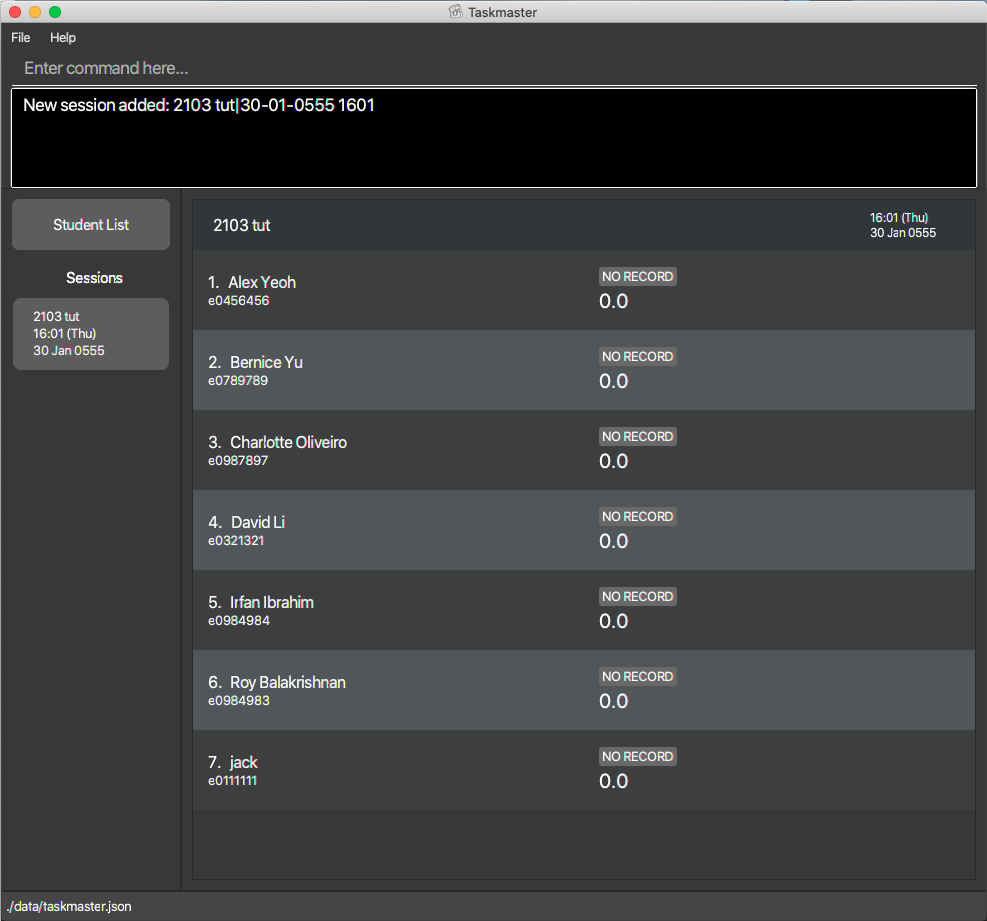 Taskmaster
File Help
Enter command here...
New session added: 2103 tut|30-01-0555 1601
Student List
Sessions
2103 tut
16:01 (Thu)
30 Jan 0555
2103 tut
16:01 (Thu)
30 Jan 0555
1. Alex Yeoh
e0456456
NO RECORD
0.0
2. Bernice Yu
e0789789
NO RECORD
0.0
3. Charlotte Oliveiro
e0987897
NO RECORD
0.0
4. David Li
e0321321
NO RECORD
0.0
5. Irfan Ibrahim
e0984984
NO RECORD
0.0
6. Roy Balakrishnan
e0984983
NO RECORD
0.0
7. jack
e0111111
NO RECORD
0.0
./data/taskmaster.json